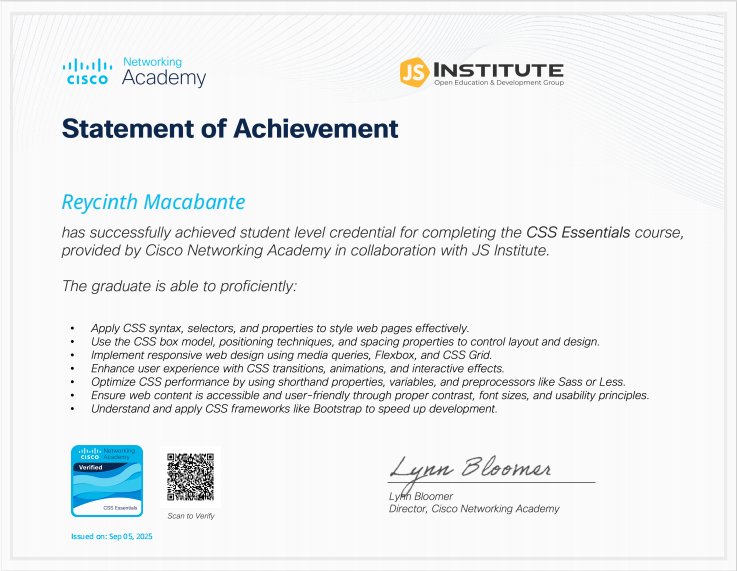 Networking
CISCO Academy
JS INSTITUTE
Open Education & Development Group
Statement of Achievement
Reycinth Macabante
has successfully achieved student level credential for completing the CSS Essentials course,
provided by Cisco Networking Academy in collaboration with JS Institute.
The graduate is able to proficiently:
• Apply CSS syntax, selectors, and properties to style web pages effectively.
• Use the CSS box model, positioning techniques, and spacing properties to control layout and design.
• Implement responsive web design using media queries, Flexbox, and CSS Grid.
• Enhance user experience with CSS transitions, animations, and interactive effects.
• Optimize CSS performance by using shorthand properties, variables, and preprocessors like Sass or Less.
• Ensure web content is accessible and user-friendly through proper contrast, font sizes, and usability principles.
• Understand and apply CSS frameworks like Bootstrap to speed up development.
Networking
CISCO Academy
Verified
CSS Essentials
Scan to Verify
Lynn Bloomer
Lynn Bloomer
Director, Cisco Networking Academy
Issued on: Sep 05, 2025